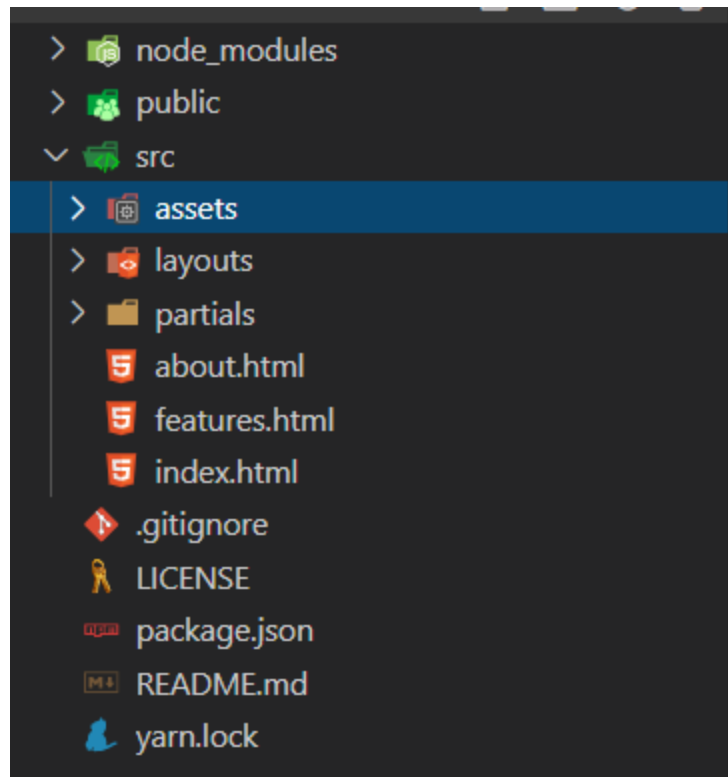 node_modules
public
src
assets
layouts
partials
about.html
features.html
index.html
.gitignore
LICENSE
package.json
README.md
yarn.lock